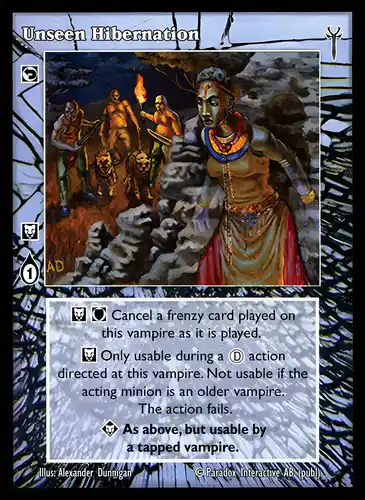 Unseen Hibernation
AD
1
Cancel a frenzy card played on
this vampire as it is played.
Only usable during a D action
directed at this vampire. Not usable if the
acting minion is an older vampire.
The action fails.
As above, but usable by
a tapped vampire.
Illus: Alexander Dunnigan © Paradox Interactive AB (publ)